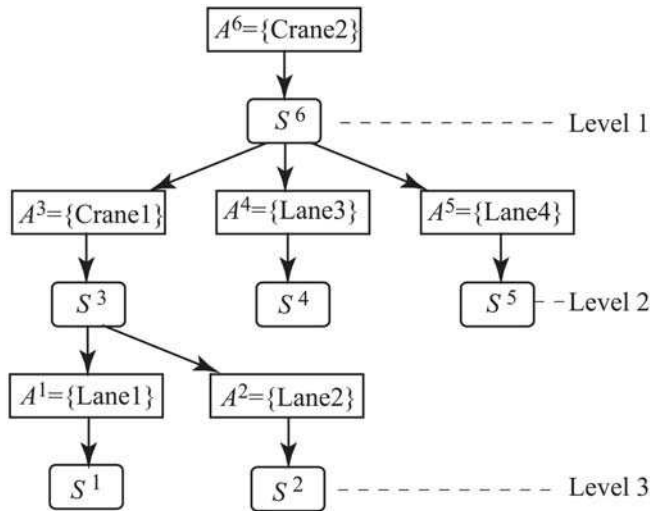 A⁶={Crane2}
S⁶ Level 1
A³={Crane1} A⁴={Lane3} A⁵={Lane4}
S³ S⁴ S⁵ Level 2
A¹={Lane1} A²={Lane2}
S¹ S² Level 3